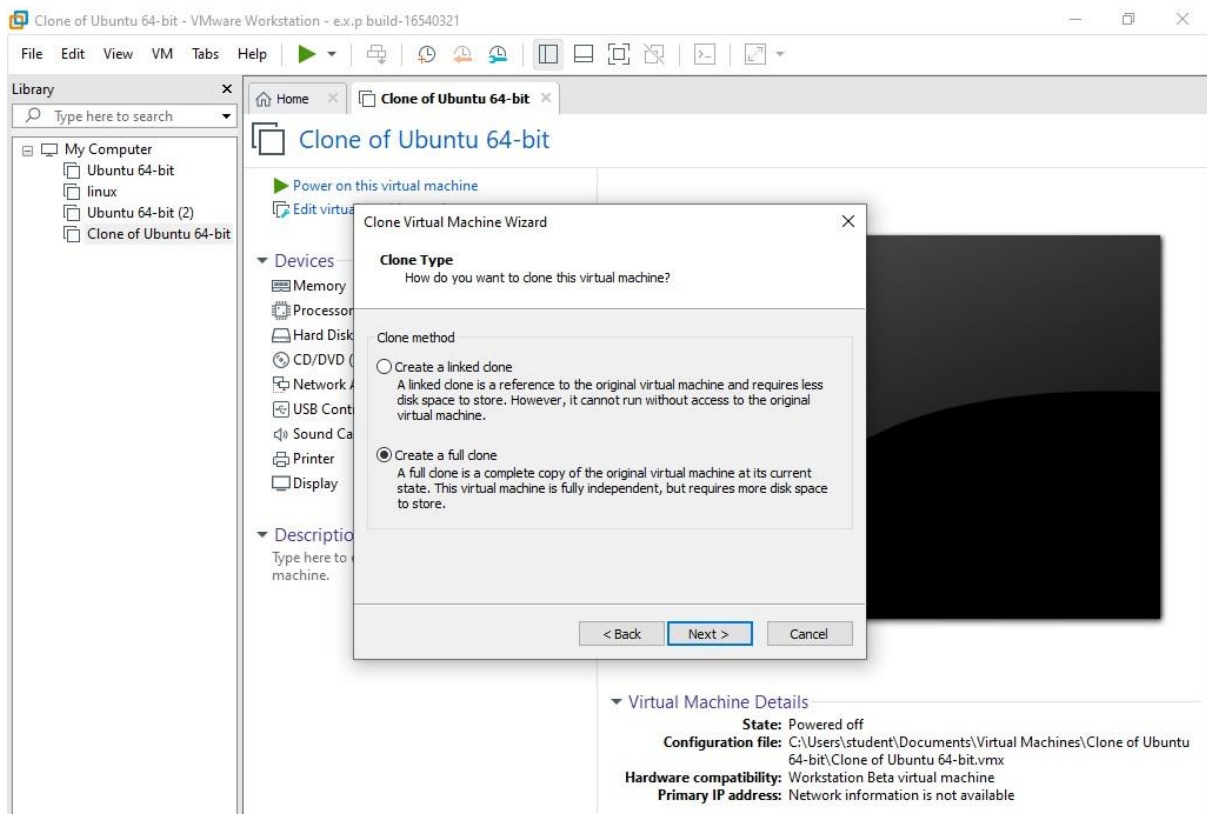 Clone of Ubuntu 64-bit - VMware Workstation - e.x.p build-16540321
File Edit View VM Tabs Help
Library
Type here to search
My Computer
Ubuntu 64-bit
linux
Ubuntu 64-bit (2)
Clone of Ubuntu 64-bit
Home
Clone of Ubuntu 64-bit
Clone of Ubuntu 64-bit
Power on this virtual machine
Edit virtua
Devices
Memory
Processor
Hard Disk
CD/DVD (
Network A
USB Cont
Sound Ca
Printer
Display
Descriptio
Type here to
machine.
Clone Virtual Machine Wizard
Clone Type
How do you want to clone this virtual machine?
Clone method
Create a linked clone
A linked clone is a reference to the original virtual machine and requires less
disk space to store. However, it cannot run without access to the original
virtual machine.
Create a full clone
A full clone is a complete copy of the original virtual machine at its current
state. This virtual machine is fully independent, but requires more disk space
to store.
< Back Next > Cancel
Virtual Machine Details
State: Powered off
Configuration file: C:\Users\student\Documents\Virtual Machines\Clone of Ubuntu
64-bit\Clone of Ubuntu 64-bit.vmx
Hardware compatibility: Workstation Beta virtual machine
Primary IP address: Network information is not available